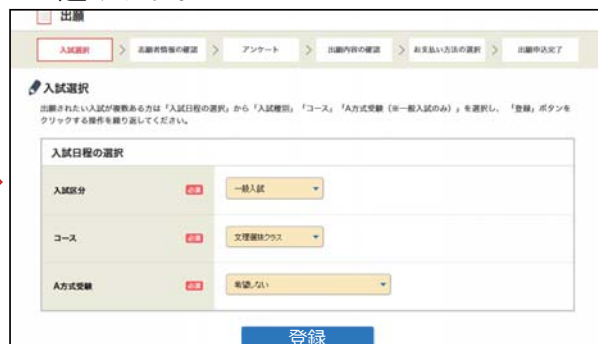 出願
入試選択 > 志願者情報の確認 > アンケート > 出願内容の確認 > お支払い方法の選択 > 出願申込完了
入試選択
出願されたい入試が複数ある方は「入試日程の選択」から「入試種別」「コース」「A方式受験（※一般入試のみ）」を選択し、「登録」ボタンを
クリックする操作を繰り返してください。
入試日程の選択
入試区分 必須 一般入試
コース 必須 文理選抜クラス
A方式受験 必須 希望しない
登録